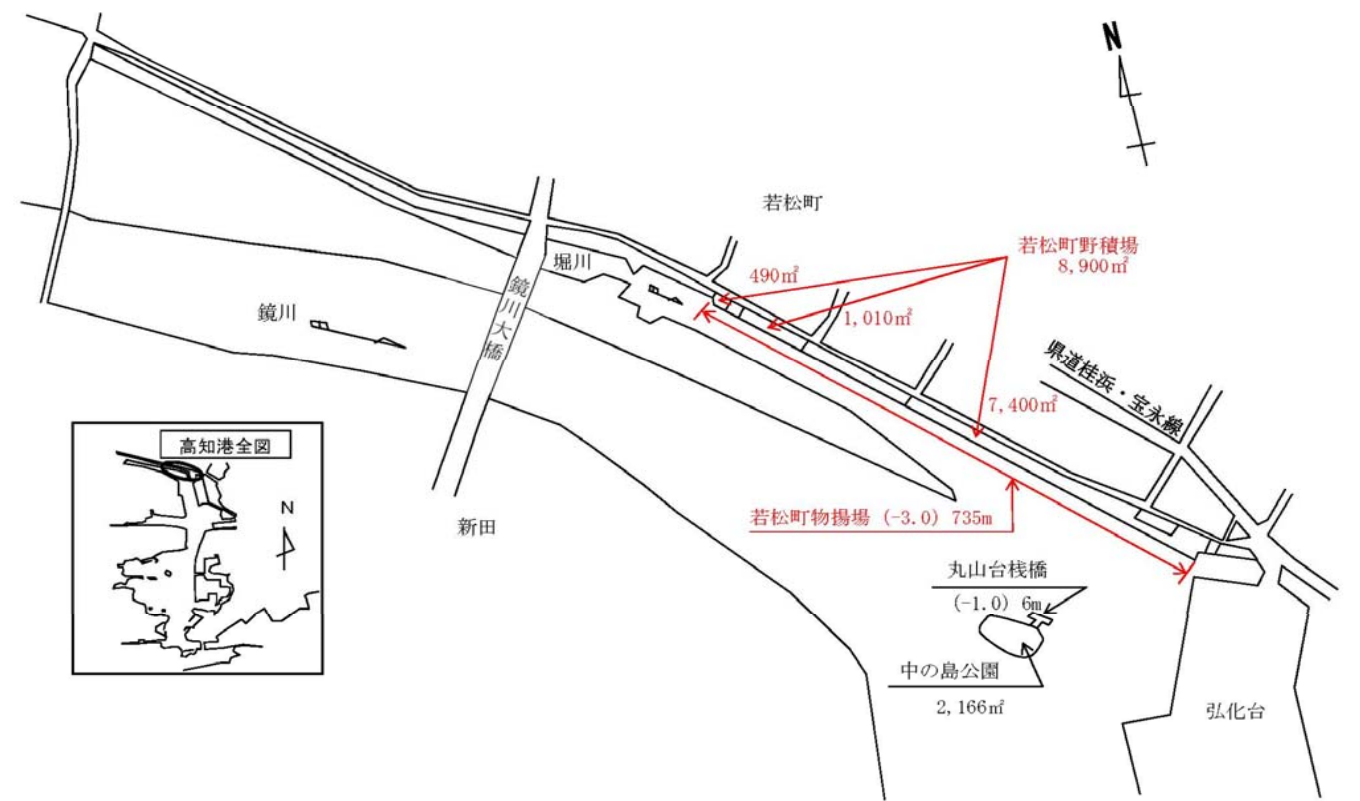 N
若松町
若松町野積場
8,900㎡
490㎡
堀川
1,010㎡
鏡川
鏡川大橋
県道桂浜・宝永線
7,400㎡
高知港全図
N
新田
若松町物揚場 (-3.0) 735m
丸山台桟橋
(-1.0) 6m
中の島公園
2,166㎡
弘化台